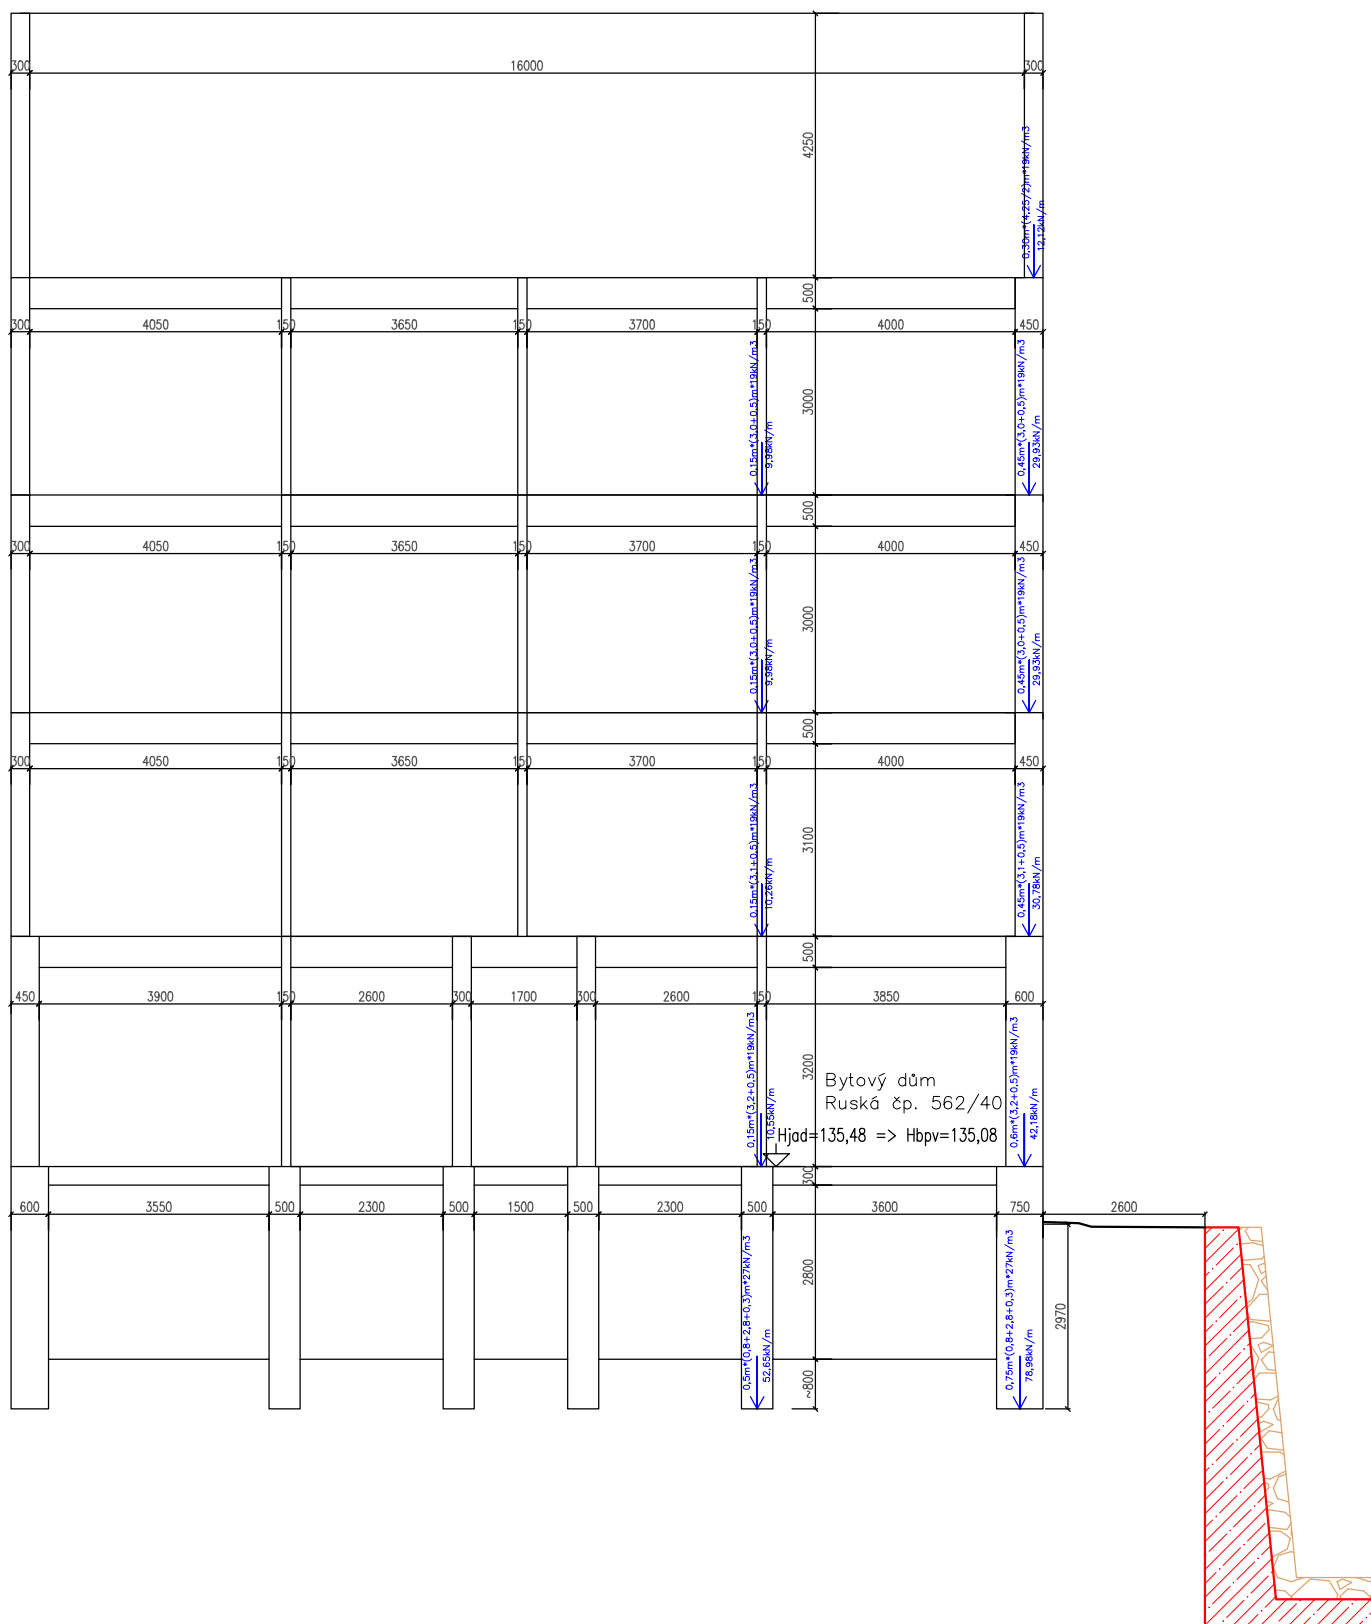 300 16000 300
4250
0,30m*(4,25/2)m*19kN/m3
12,12kN/m
500
300 4050 150 3650 150 3700 150 4000 450
3000
0,15m*(3,0+0,5)m*19kN/m3
9,98kN/m
0,45m*(3,0+0,5)m*19kN/m3
29,93kN/m
500
300 4050 150 3650 150 3700 150 4000 450
3000
0,15m*(3,0+0,5)m*19kN/m3
9,98kN/m
0,45m*(3,0+0,5)m*19kN/m3
29,93kN/m
500
300 4050 150 3650 150 3700 150 4000 450
3100
0,15m*(3,1+0,5)m*19kN/m3
10,26kN/m
0,45m*(3,1+0,5)m*19kN/m3
30,78kN/m
500
450 3900 150 2600 300 1700 300 2600 150 3850 600
3200
0,15m*(3,2+0,5)m*19kN/m3
10,55kN/m
0,6m*(3,2+0,5)m*19kN/m3
42,18kN/m
Bytový dům
Ruská čp. 562/40
Hjad=135,48 => Hbpv=135,08
300
600 3550 500 2300 500 1500 500 2300 500 3600 750 2600
2800
0,5m*(0,8+2,8+0,3)m*27kN/m3
52,65kN/m
0,75m*(0,8+2,8+0,3)m*27kN/m3
78,98kN/m
2970
~800